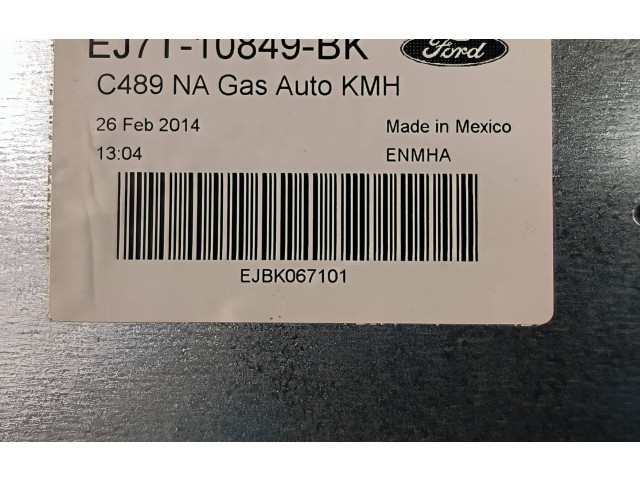 EJ7T-10849-BK
Ford
C489 NA Gas Auto KMH
26 Feb 2014
Made in Mexico
13:04
ENMHA
EJBK067101